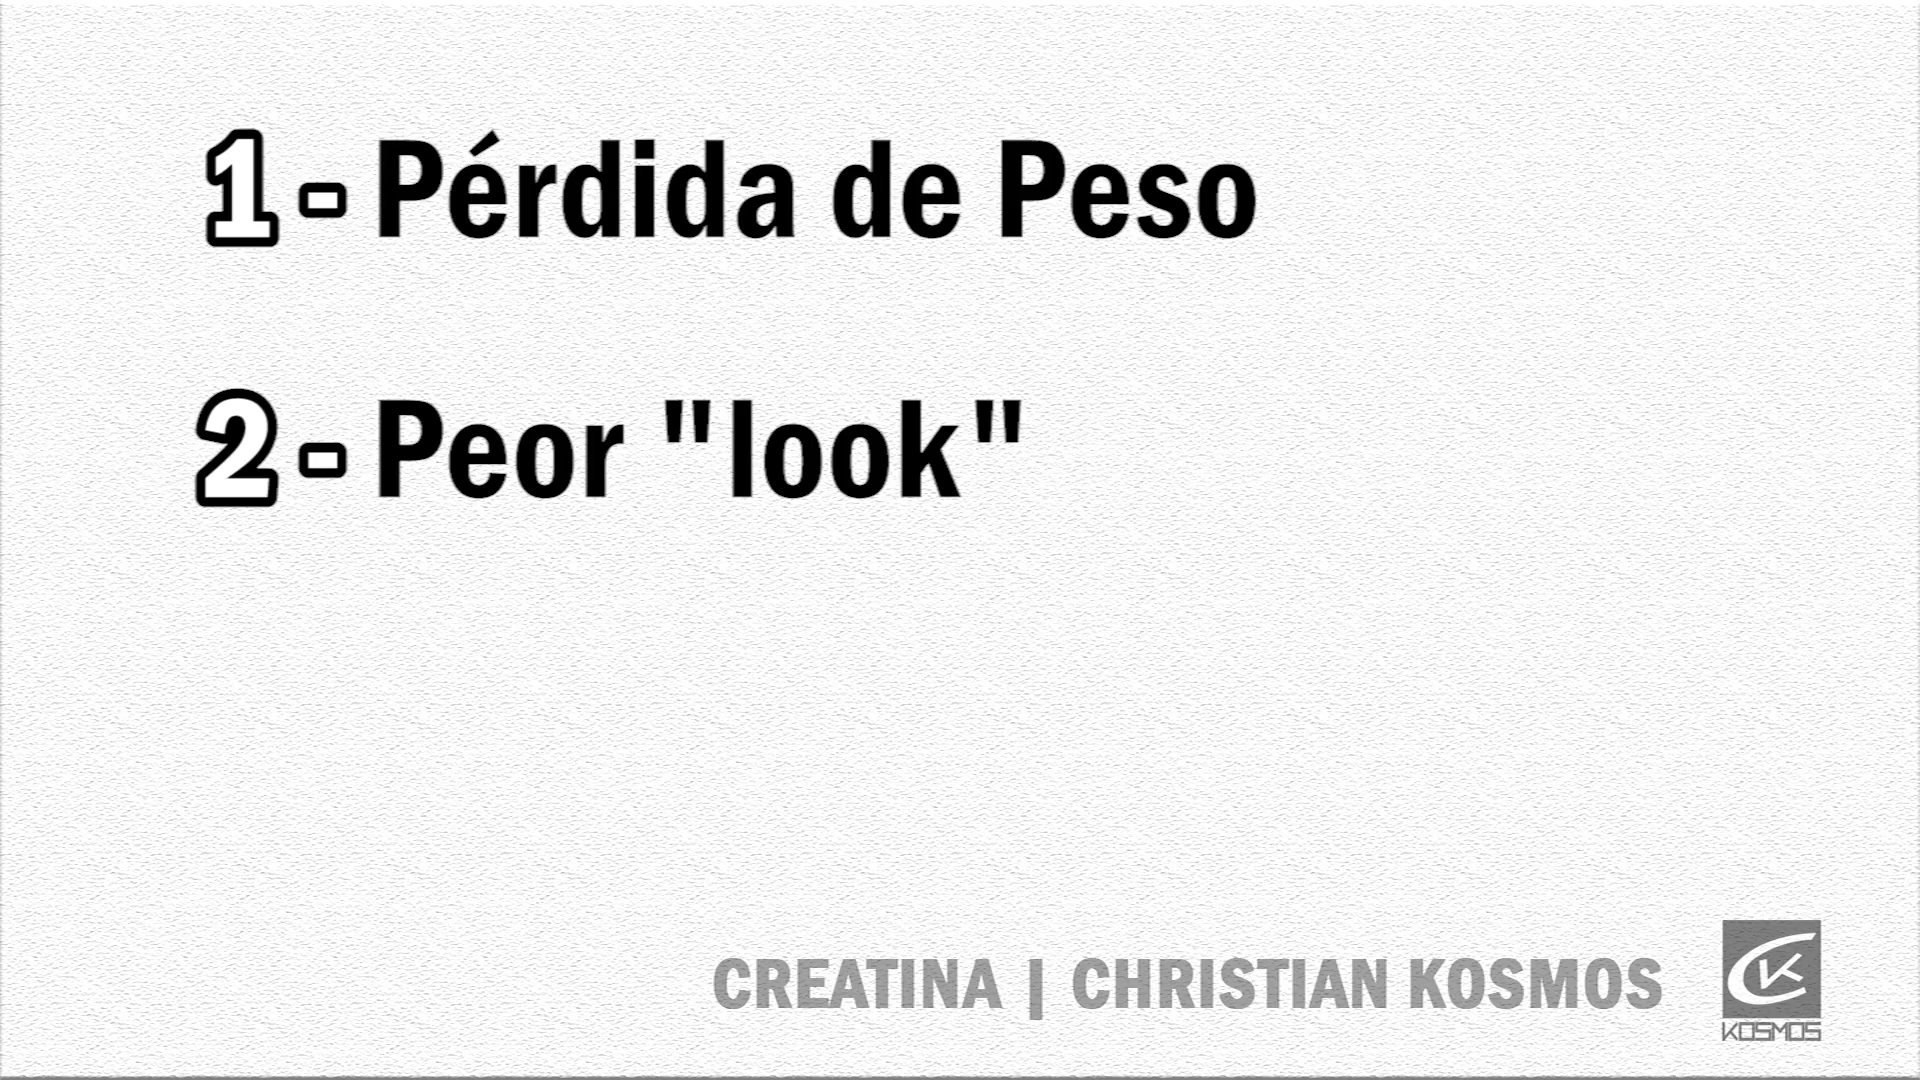 1 - Pérdida de Peso
2 - Peor "look"
CREATINA | CHRISTIAN KOSMOS
CK
KOSMOS